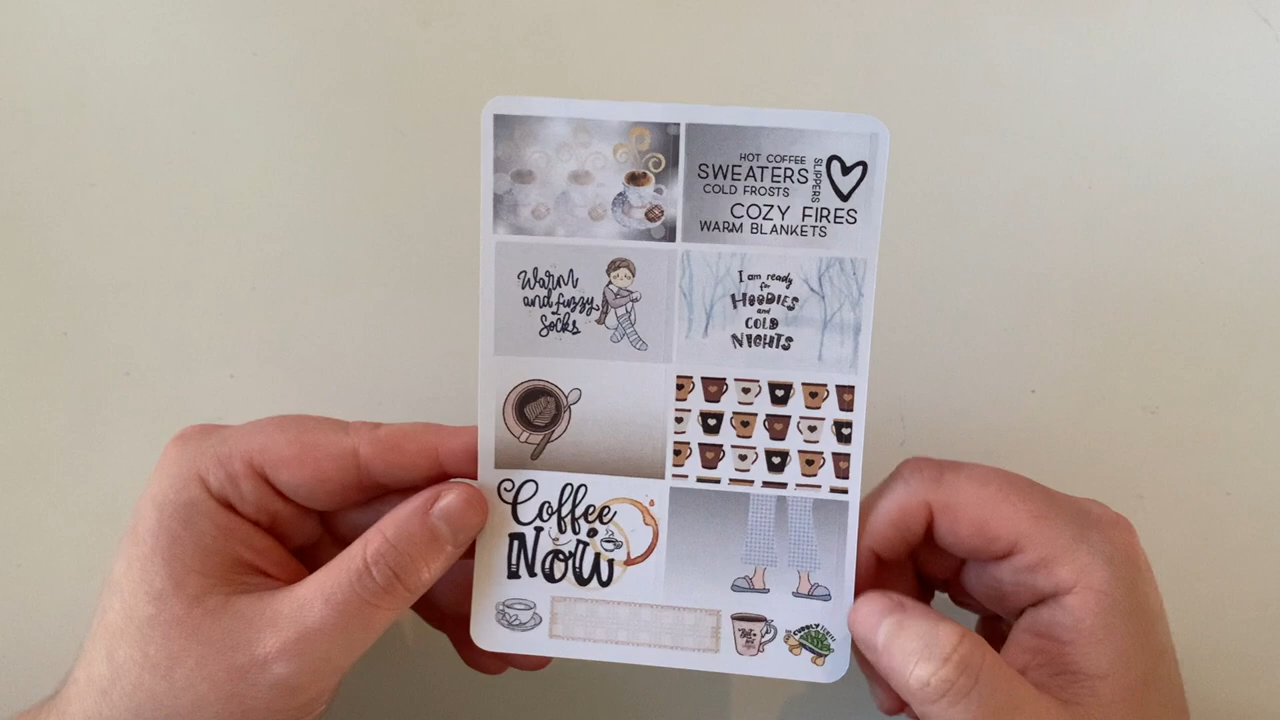 HOT COFFEE
SWEATERS
SLIPPERS
COLD FROSTS
COZY FIRES
WARM BLANKETS
Warm
and fuzzy
Socks
I am ready
for
HOODIES
and
COLD
NIGHTS
Coffee
Now